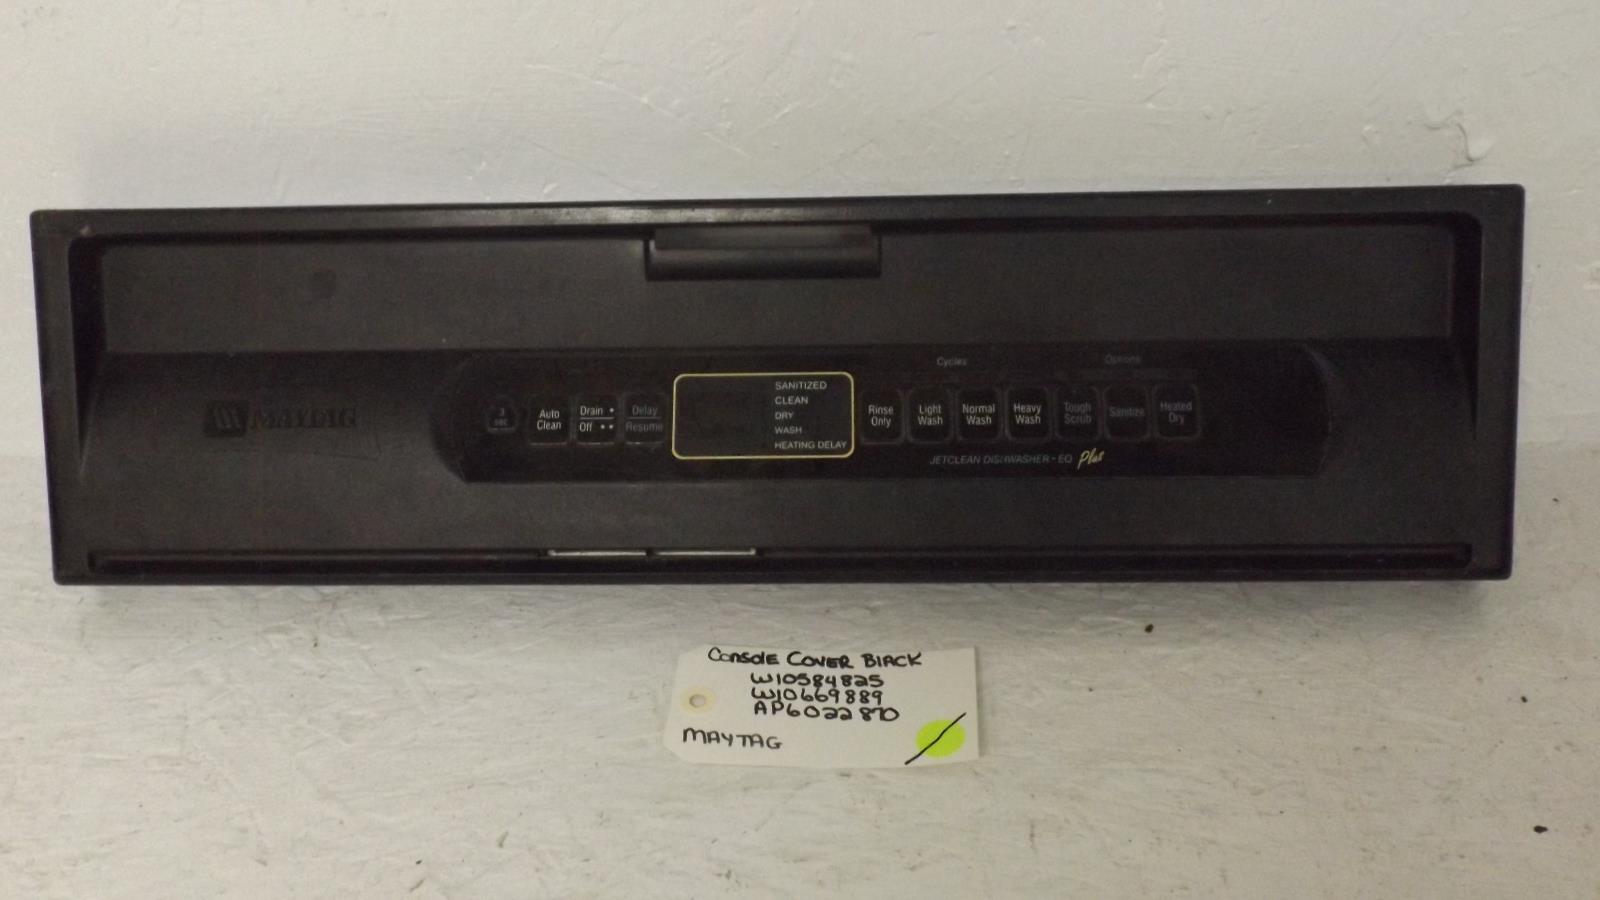 Cycles
Options
MAYTAG
Auto Clean
Drain •
Off • •
Delay
Resume
SANITIZED
CLEAN
DRY
WASH
HEATING DELAY
Rinse Only
Light Wash
Normal Wash
Heavy Wash
Tough Scrub
Sanitize
Heated Dry
JETCLEAN DISHWASHER - EQ Plus
CONSOLE COVER BLACK
W10584825
W10669889
AP6022870
MAYTAG